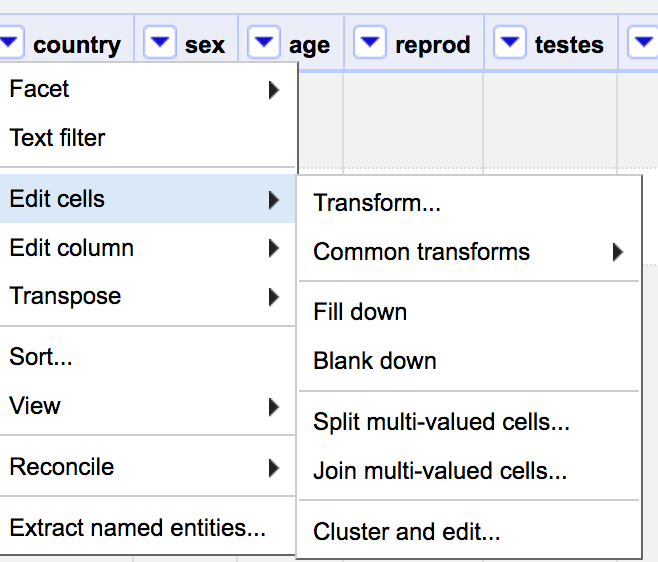 country sex age reprod testes
Facet
Text filter
Edit cells
Edit column
Transpose
Sort...
View
Reconcile
Extract named entities...
Transform...
Common transforms
Fill down
Blank down
Split multi-valued cells...
Join multi-valued cells...
Cluster and edit...